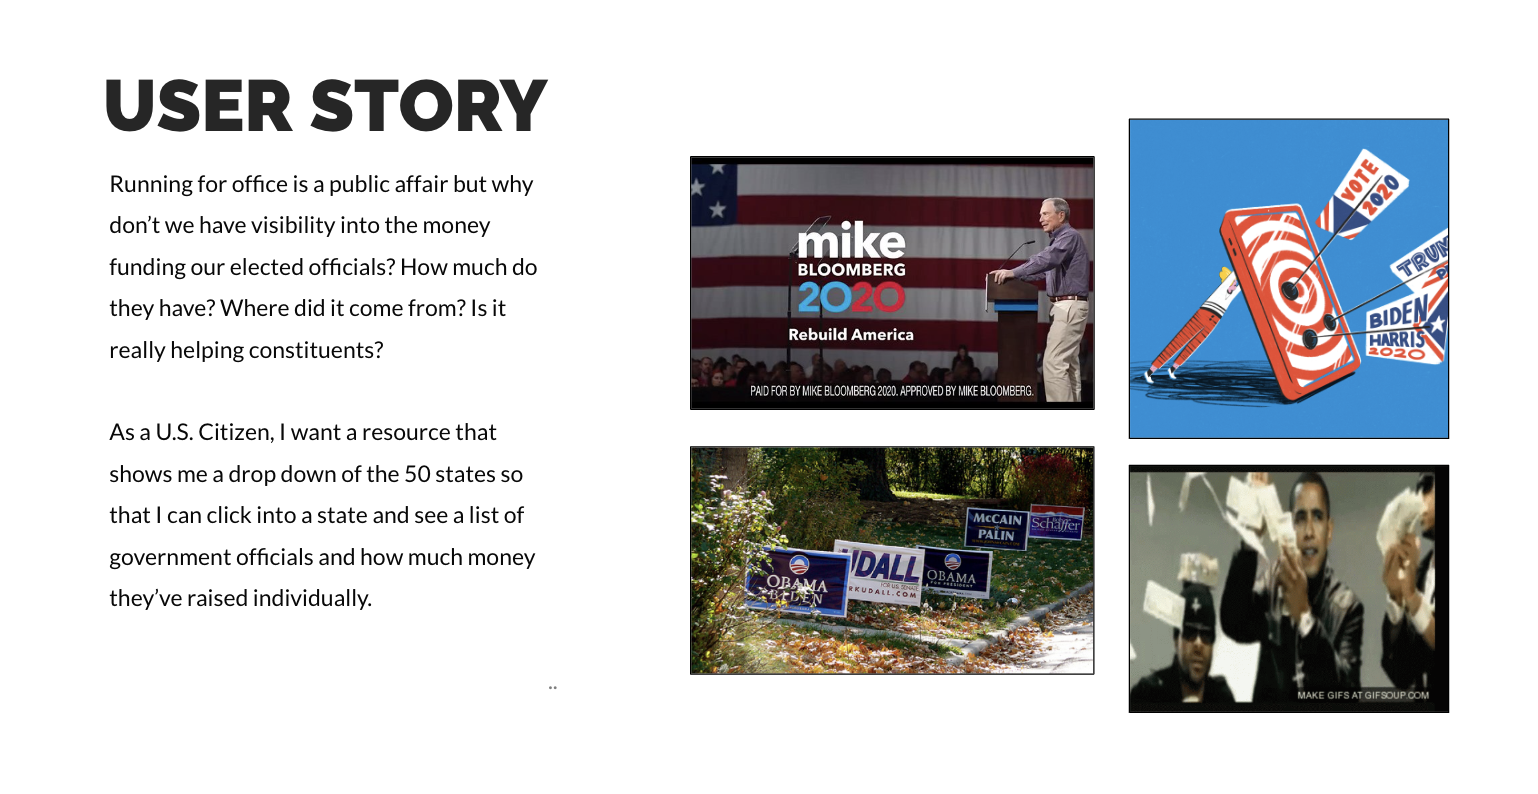 USER STORY
Running for office is a public affair but why
don’t we have visibility into the money
funding our elected officials? How much do
they have? Where did it come from? Is it
really helping constituents?
As a U.S. Citizen, I want a resource that
shows me a drop down of the 50 states so
that I can click into a state and see a list of
government officials and how much money
they’ve raised individually.
..
mike
BLOOMBERG
2020
Rebuild America
PAID FOR BY MIKE BLOOMBERG 2020. APPROVED BY MIKE BLOOMBERG.
VOTE
2020
TRUM
P
BIDEN
HARRIS
2020
McCAIN
PALIN
Schaffer
OBAMA
BIDEN
UDALL
FOR U.S. SENATE
RKUDALL.COM
OBAMA
FOR PRESIDENT
MAKE GIFS AT GIFSOUP.COM